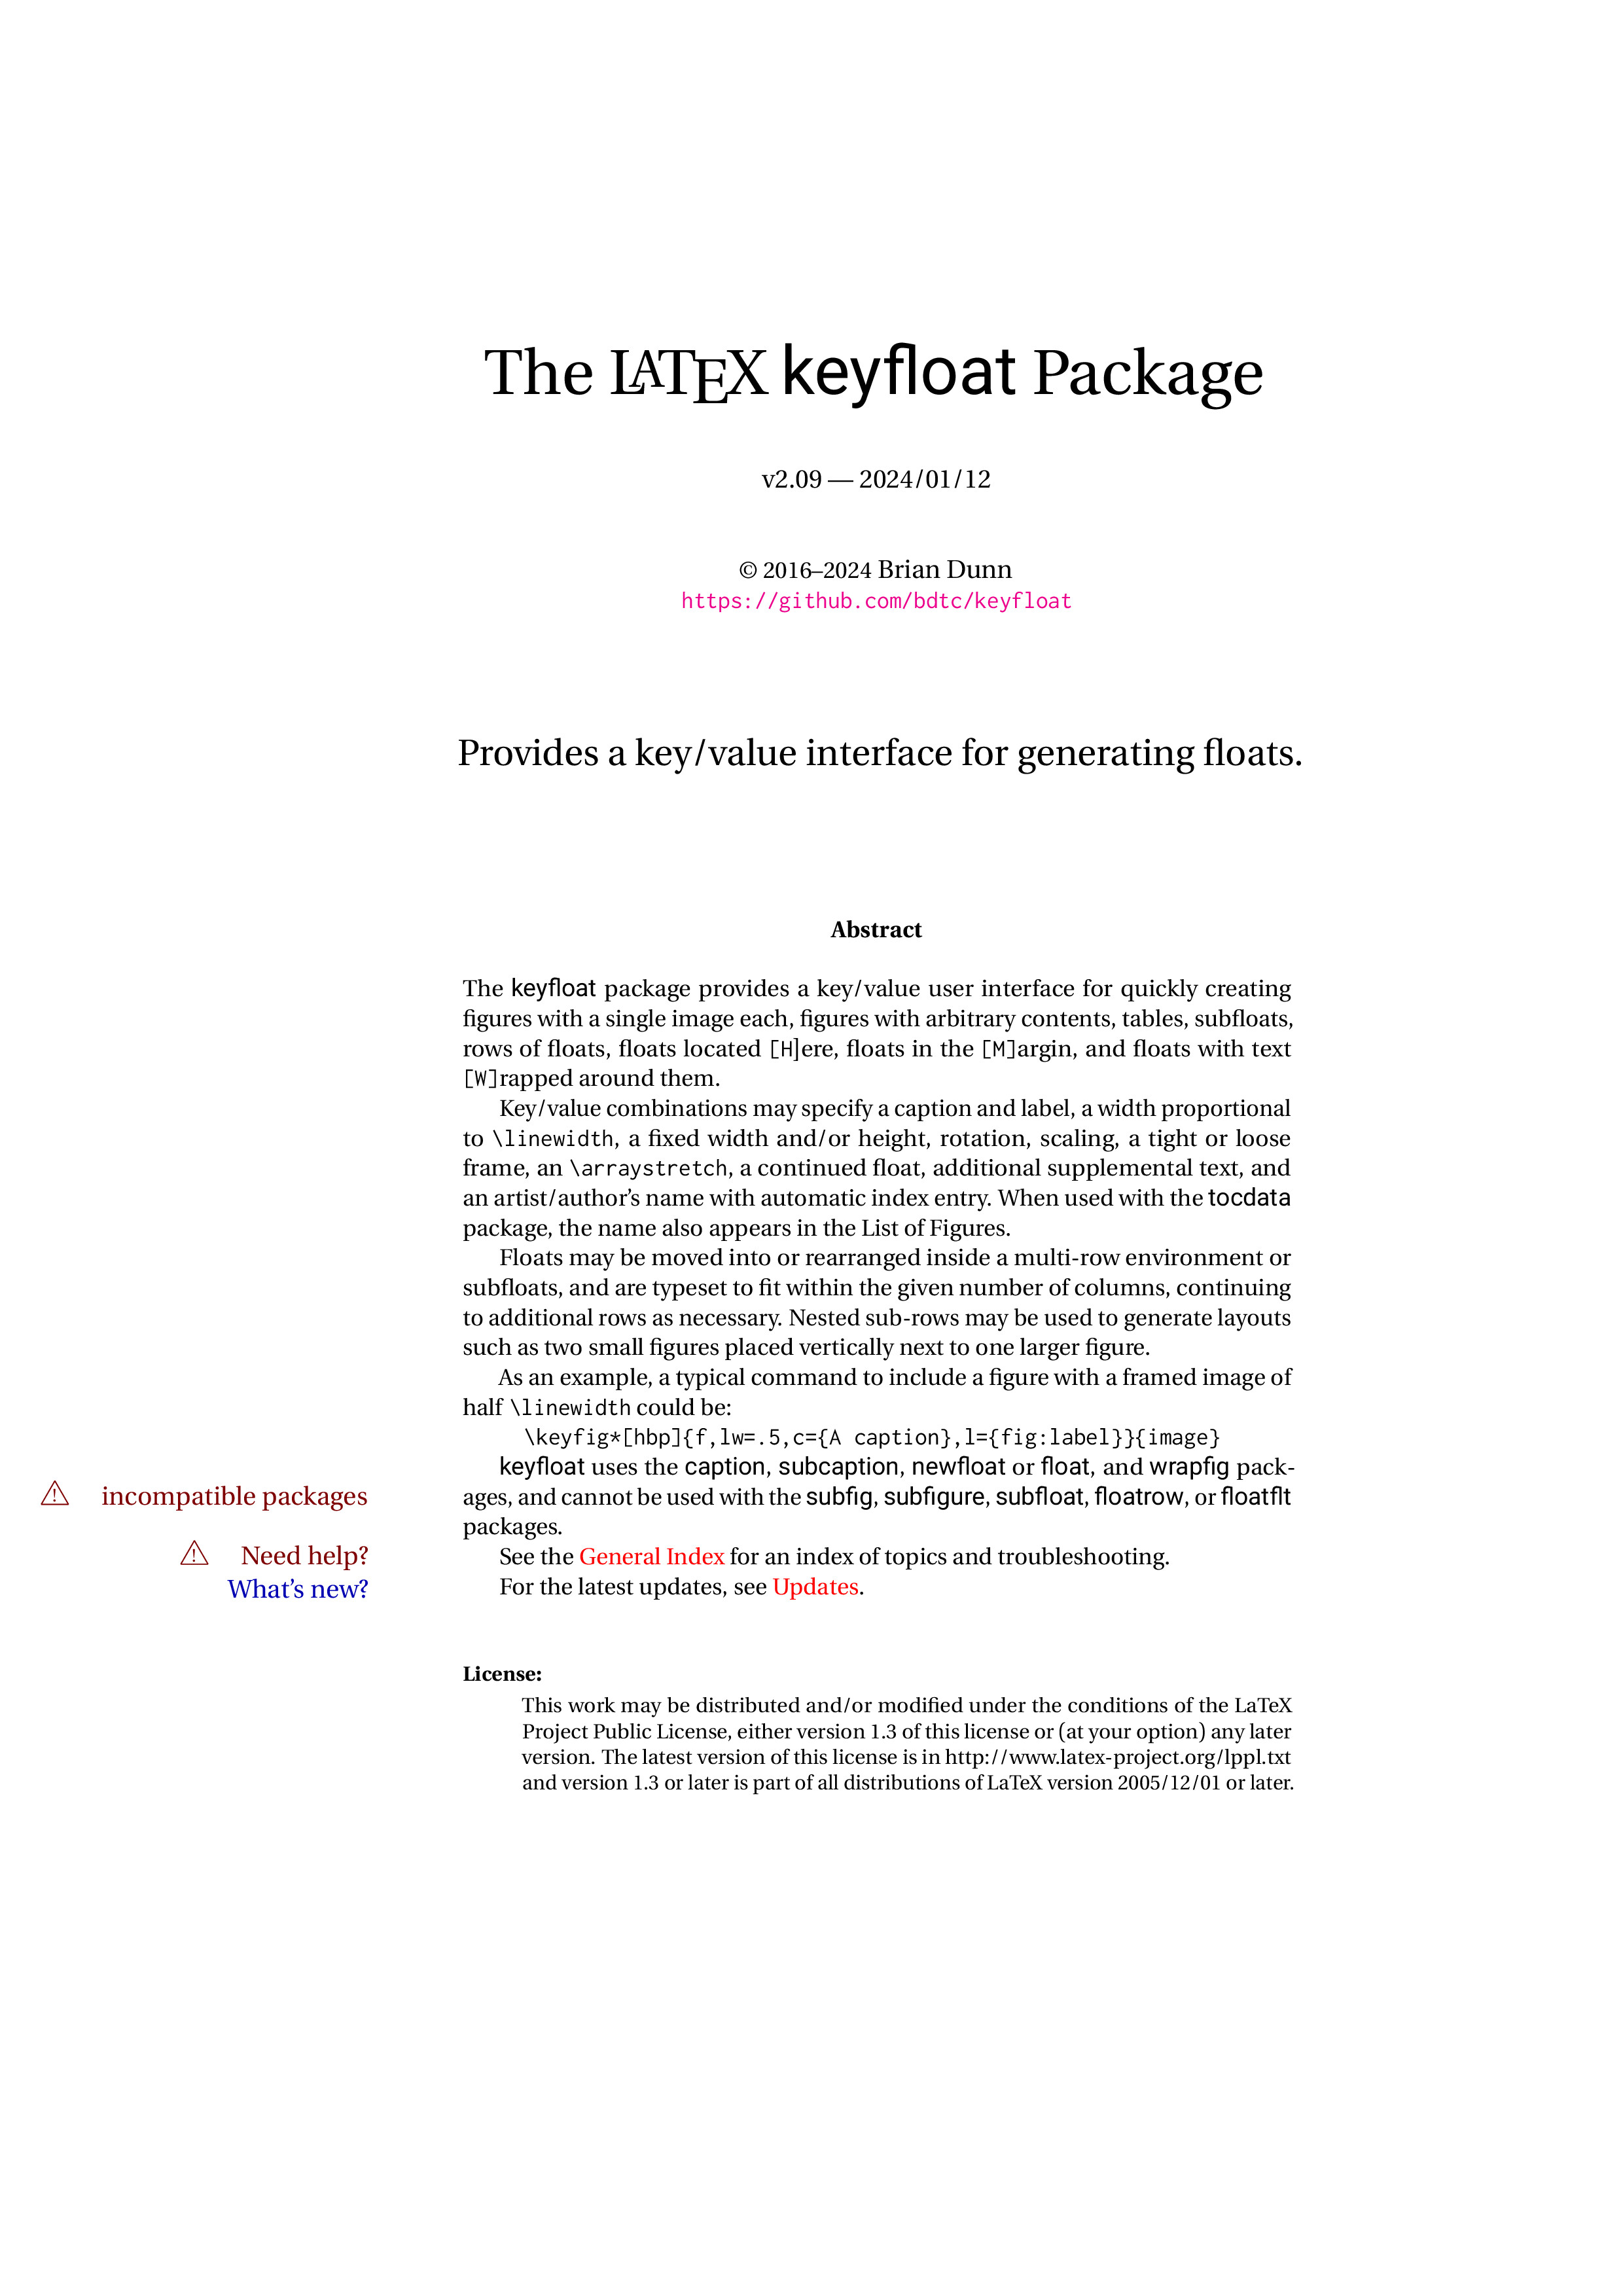 The LATEX keyfloat Package
v2.09 — 2024/01/12
© 2016–2024 Brian Dunn
https://github.com/bdtc/keyfloat
Provides a key/value interface for generating floats.
Abstract
The keyfloat package provides a key/value user interface for quickly creating
figures with a single image each, figures with arbitrary contents, tables, subfloats,
rows of floats, floats located [H]ere, floats in the [M]argin, and floats with text
[W]rapped around them.
Key/value combinations may specify a caption and label, a width proportional
to \linewidth, a fixed width and/or height, rotation, scaling, a tight or loose
frame, an \arraystretch, a continued float, additional supplemental text, and
an artist/author’s name with automatic index entry. When used with the tocdata
package, the name also appears in the List of Figures.
Floats may be moved into or rearranged inside a multi-row environment or
subfloats, and are typeset to fit within the given number of columns, continuing
to additional rows as necessary. Nested sub-rows may be used to generate layouts
such as two small figures placed vertically next to one larger figure.
As an example, a typical command to include a figure with a framed image of
half \linewidth could be:
\keyfig*[hbp]{f,lw=.5,c={A caption},l={fig:label}}{image}
keyfloat uses the caption, subcaption, newfloat or float, and wrapfig pack-
⚠ incompatible packages
ages, and cannot be used with the subfig, subfigure, subfloat, floatrow, or floatflt
packages.
⚠ Need help?
See the General Index for an index of topics and troubleshooting.
What’s new?
For the latest updates, see Updates.
License:
This work may be distributed and/or modified under the conditions of the LaTeX
Project Public License, either version 1.3 of this license or (at your option) any later
version. The latest version of this license is in http://www.latex-project.org/lppl.txt
and version 1.3 or later is part of all distributions of LaTeX version 2005/12/01 or later.